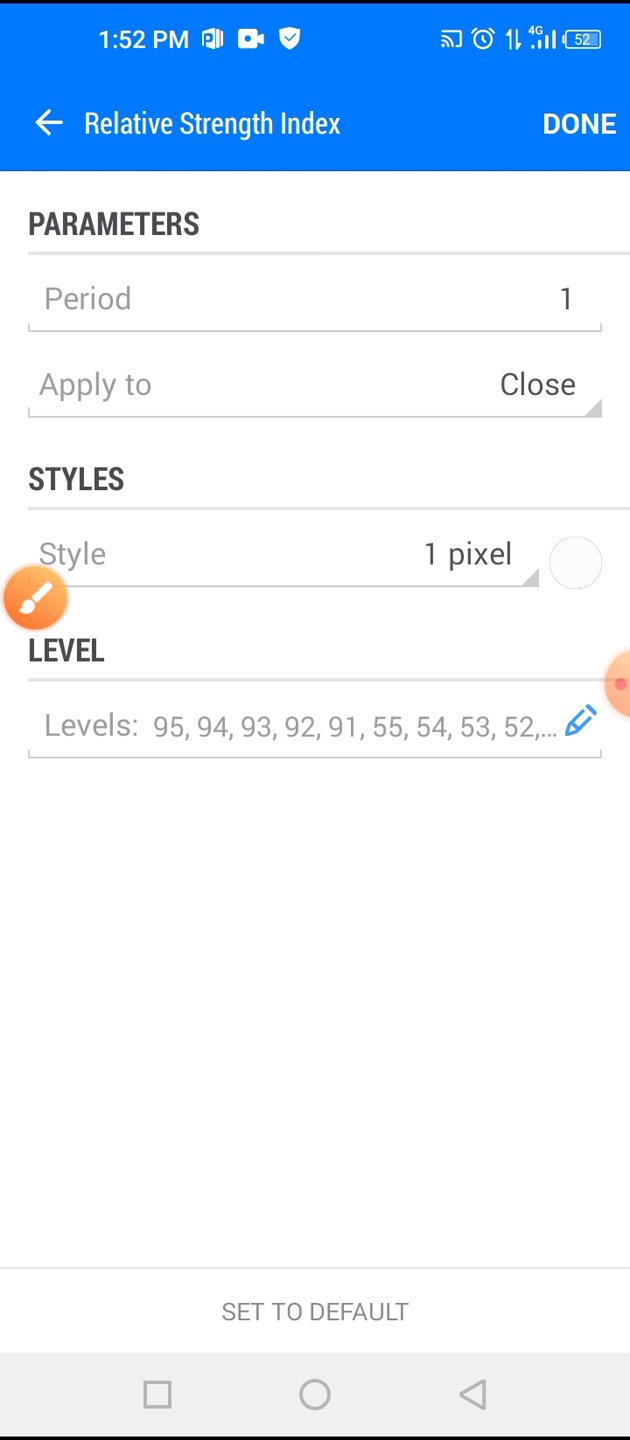 1:52 PM 4G 52
Relative Strength Index DONE
PARAMETERS
Period 1
Apply to Close
STYLES
Style 1 pixel
LEVEL
Levels: 95, 94, 93, 92, 91, 55, 54, 53, 52,...
SET TO DEFAULT